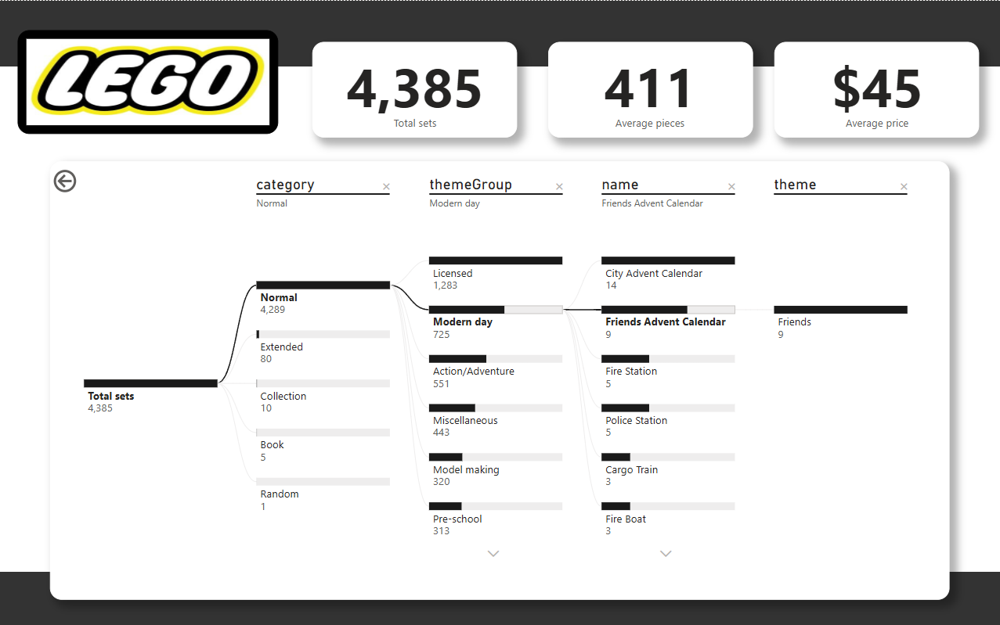 LEGO
4,385
Total sets
411
Average pieces
$45
Average price
category
Normal
themeGroup
Modern day
name
Friends Advent Calendar
theme
Total sets
4,385
Normal
4,289
Extended
80
Collection
10
Book
5
Random
1
Licensed
1,283
Modern day
725
Action/Adventure
551
Miscellaneous
443
Model making
320
Pre-school
313
City Advent Calendar
14
Friends Advent Calendar
9
Fire Station
5
Police Station
5
Cargo Train
3
Fire Boat
3
Friends
9